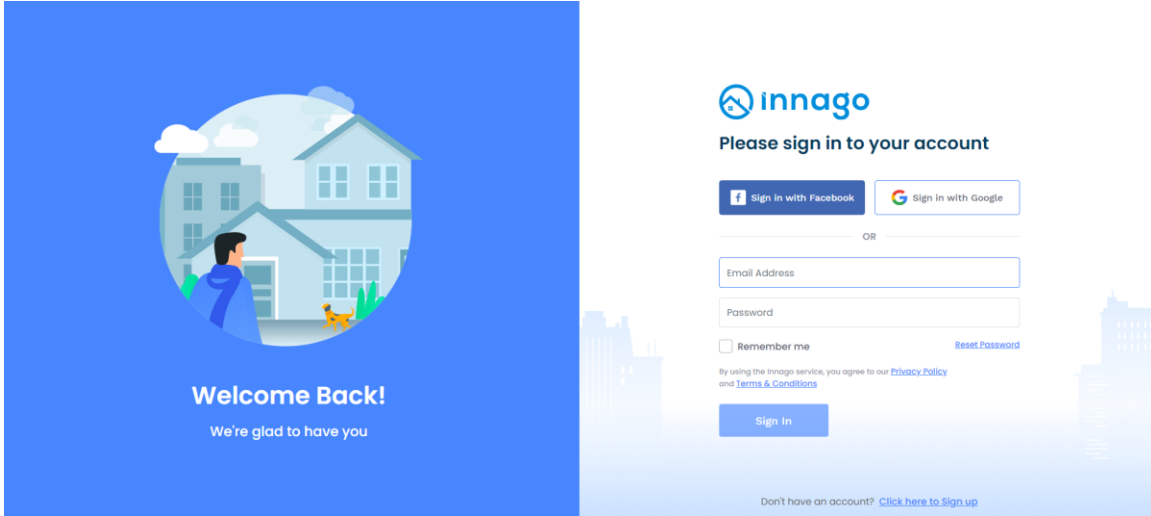 Welcome Back!
We're glad to have you
innago
Please sign in to your account
Sign in with Facebook
Sign in with Google
OR
Email Address
Password
Remember me
Reset Password
By using the Innago service, you agree to our Privacy Policy
and Terms & Conditions
Sign In
Don't have an account? Click here to Sign up